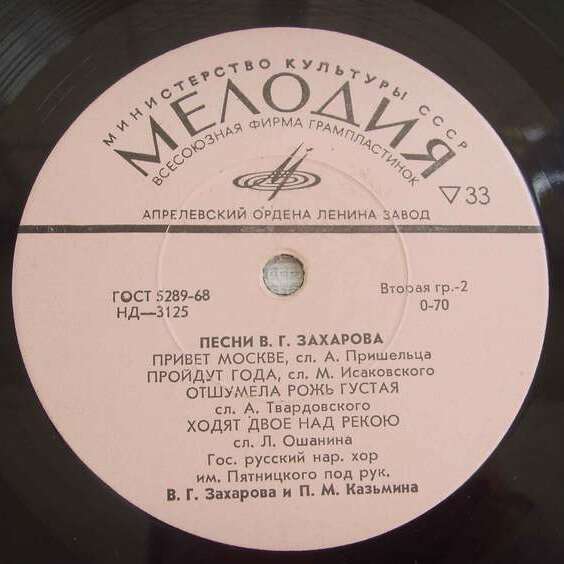 МИНИСТЕРСТВО КУЛЬТУРЫ СССР
МЕЛОДИЯ
ВСЕСОЮЗНАЯ ФИРМА ГРАМПЛАСТИНОК
▽33
АПРЕЛЕВСКИЙ ОРДЕНА ЛЕНИНА ЗАВОД
ГОСТ 5289-68
НД—3125
Вторая гр.-2
0-70
ПЕСНИ В. Г. ЗАХАРОВА
ПРИВЕТ МОСКВЕ, сл. А. Пришельца
ПРОЙДУТ ГОДА, сл. М. Исаковского
ОТШУМЕЛА РОЖЬ ГУСТАЯ
сл. А. Твардовского
ХОДЯТ ДВОЕ НАД РЕКОЮ
сл. Л. Ошанина
Гос. русский нар. хор
им. Пятницкого под рук.
В. Г. Захарова и П. М. Казьмина